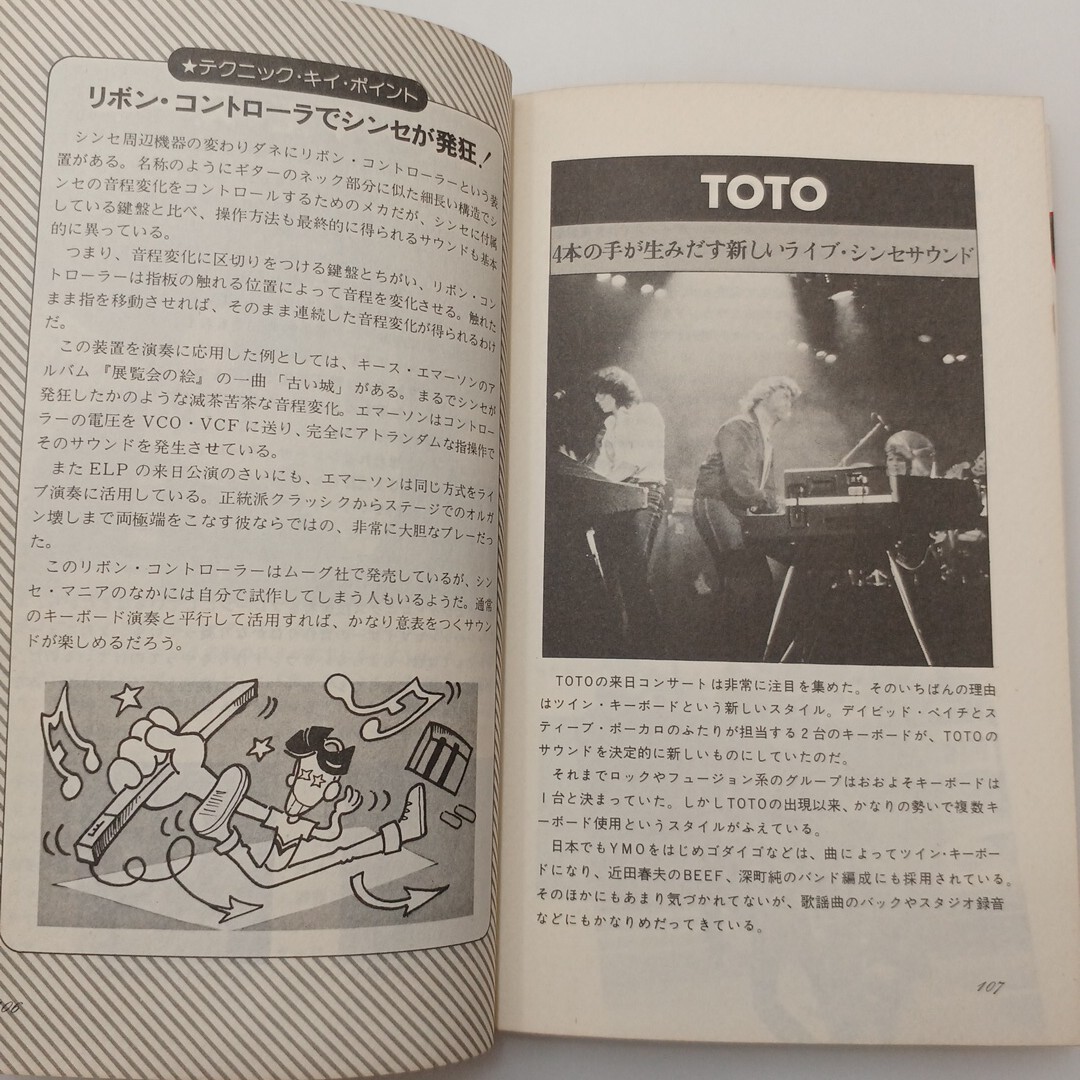 ★テクニック・キイ・ポイント
リボン・コントローラでシンセが発狂!
シンセ周辺機器の変わりダネにリボン・コントローラーという装
置がある。名称のようにギターのネック部分に似た細長い構造でシ
ンセの音程変化をコントロールするためのメカだが、シンセに付属
している鍵盤と比べ、操作方法も最終的に得られるサウンドも基本
的に異っている。
つまり、音程変化に区切りをつける鍵盤とちがい、リボン・コン
トローラーは指板の触れる位置によって音程を変化させる。触れた
まま指を移動させれば、そのまま連続した音程変化が得られるわけ
だ。
この装置を演奏に応用した例としては、キース・エマーソンのア
ルバム『展覧会の絵』の一曲「古い城」がある。まるでシンセが
発狂したかのような滅茶苦茶な音程変化。エマーソンはコントロー
ラーの電圧をVCO・VCFに送り、完全にアトランダムな指操作で
そのサウンドを発生させている。
またELPの来日公演のさいにも、エマーソンは同じ方式をライ
ブ演奏に活用している。正統派クラッシクからステージでのオルガ
ン壊しまで両極端をこなす彼ならではの、非常に大胆なプレーだっ
た。
このリボン・コントローラーはムーグ社で発売しているが、シン
セ・マニアのなかには自分で試作してしまう人もいるようだ。通常
のキーボード演奏と平行して活用すれば、かなり意表をつくサウン
ドが楽しめるだろう。
106
TOTO
4本の手が生みだす新しいライブ・シンセサウンド
TOTOの来日コンサートは非常に注目を集めた。そのいちばんの理由
はツイン・キーボードという新しいスタイル。デイビッド・ペイチとス
ティーブ・ポーカロのふたりが担当する2台のキーボードが、TOTOの
サウンドを決定的に新しいものにしていたのだ。
それまでロックやフュージョン系のグループはおおよそキーボードは
1台と決まっていた。しかしTOTOの出現以来、かなりの勢いで複数キ
ーボード使用というスタイルがふえている。
日本でもYMOをはじめゴダイゴなどは、曲によってツイン・キーボー
ドになり、近田春夫のBEEF、深町純のバンド編成にも採用されている。
そのほかにもあまり気づかれてないが、歌謡曲のバックやスタジオ録音
などにもかなりめだってきている。
107